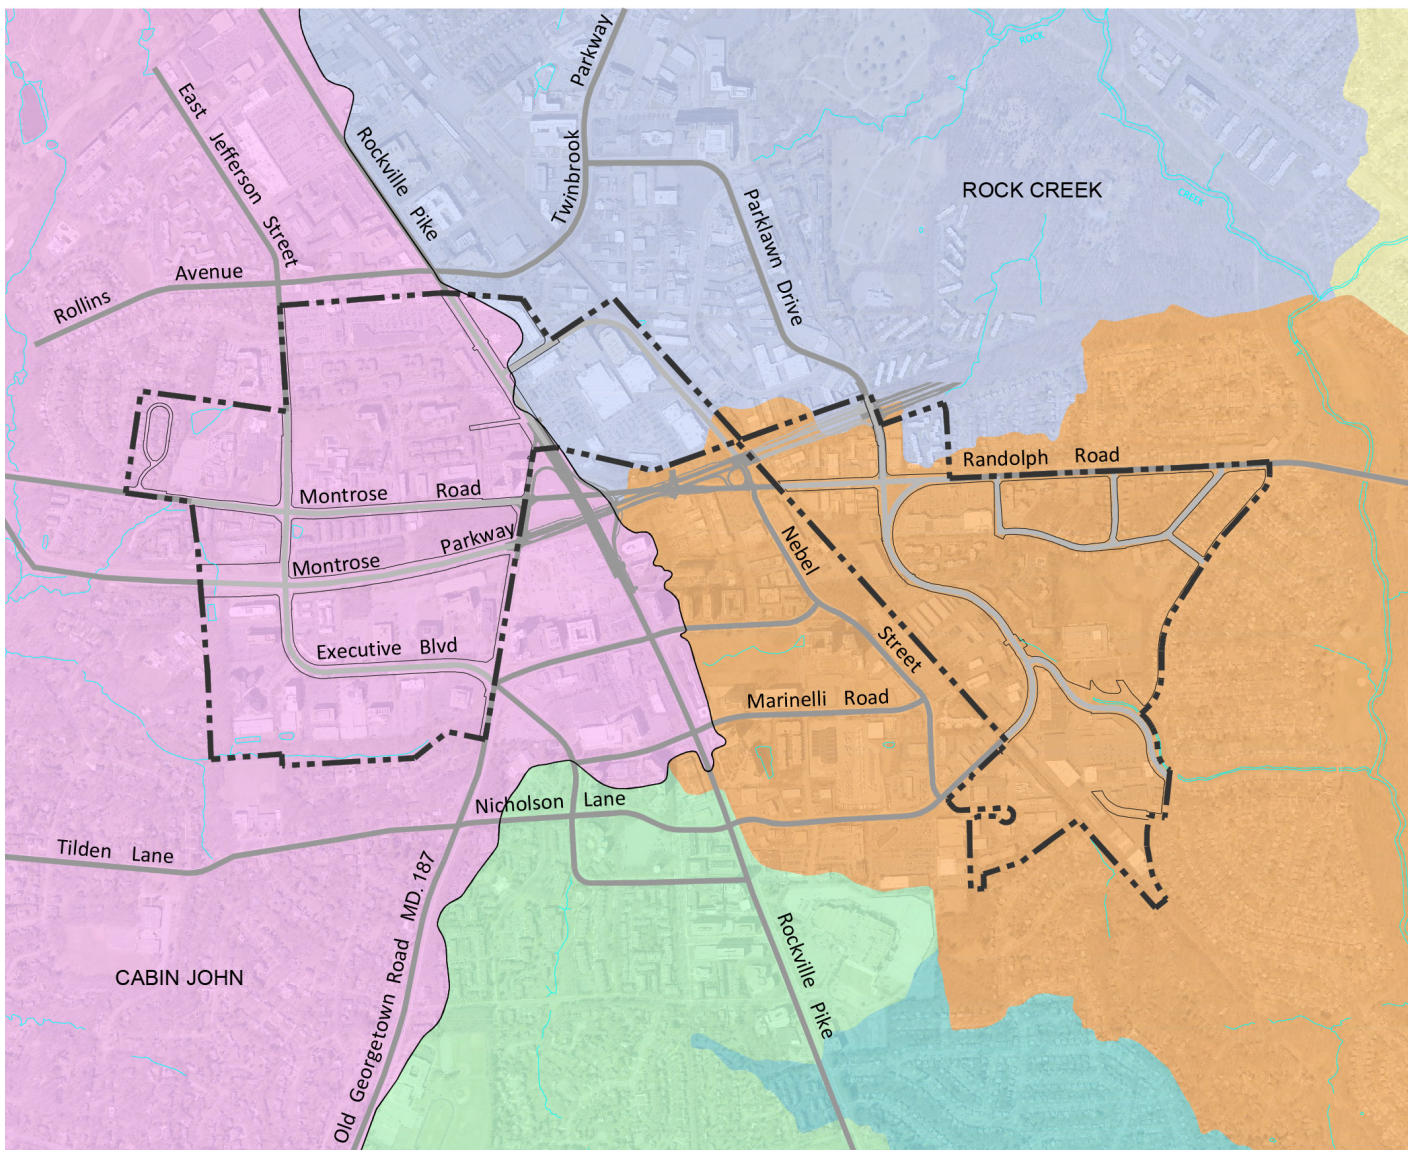 ROCK
East Jefferson Street
Rockville Pike
Twinbrook Parkway
Parklawn Drive
ROCK CREEK
CREEK
Rollins Avenue
Randolph Road
Montrose Road
Montrose Parkway
Nebel Street
Executive Blvd
Marinelli Road
Nicholson Lane
Tilden Lane
Old Georgetown Road MD. 187
Rockville Pike
CABIN JOHN